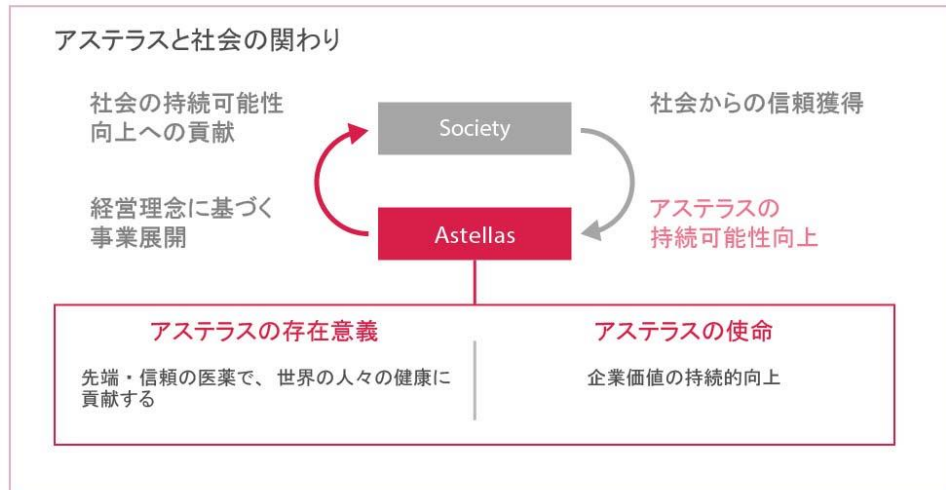 アステラスと社会の関わり
社会の持続可能性
向上への貢献
Society
社会からの信頼獲得
経営理念に基づく
事業展開
Astellas
アステラスの
持続可能性向上
アステラスの存在意義
先端・信頼の医薬で、世界の人々の健康に
貢献する
アステラスの使命
企業価値の持続的向上